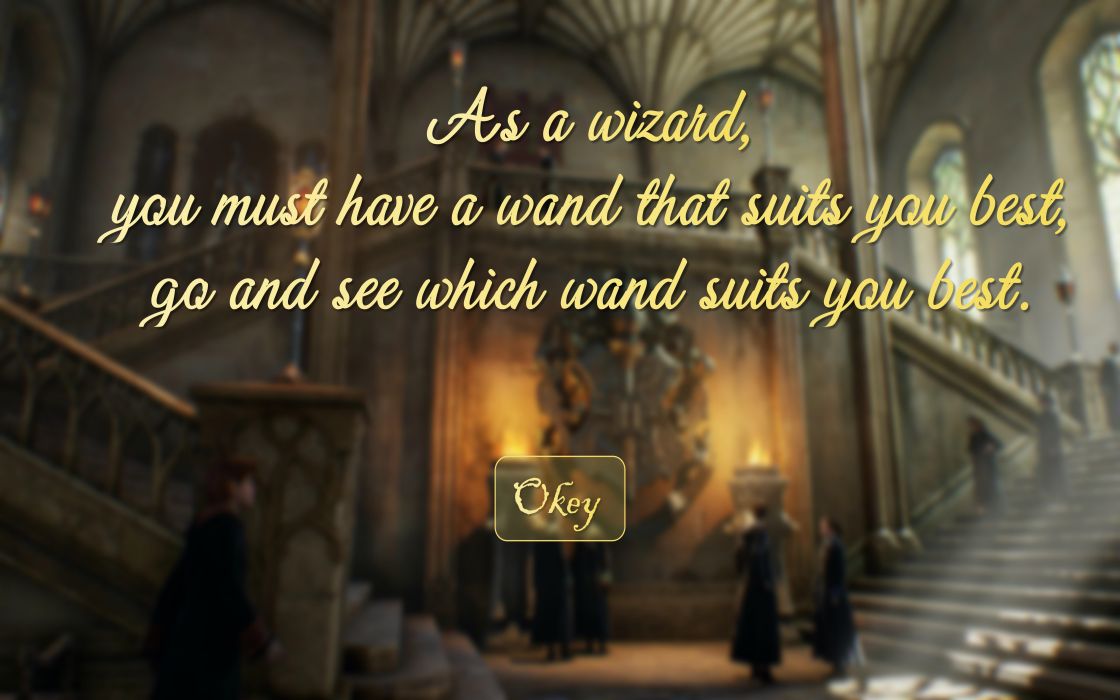 As a wizard,
you must have a wand that suits you best,
go and see which wand suits you best.
Okey